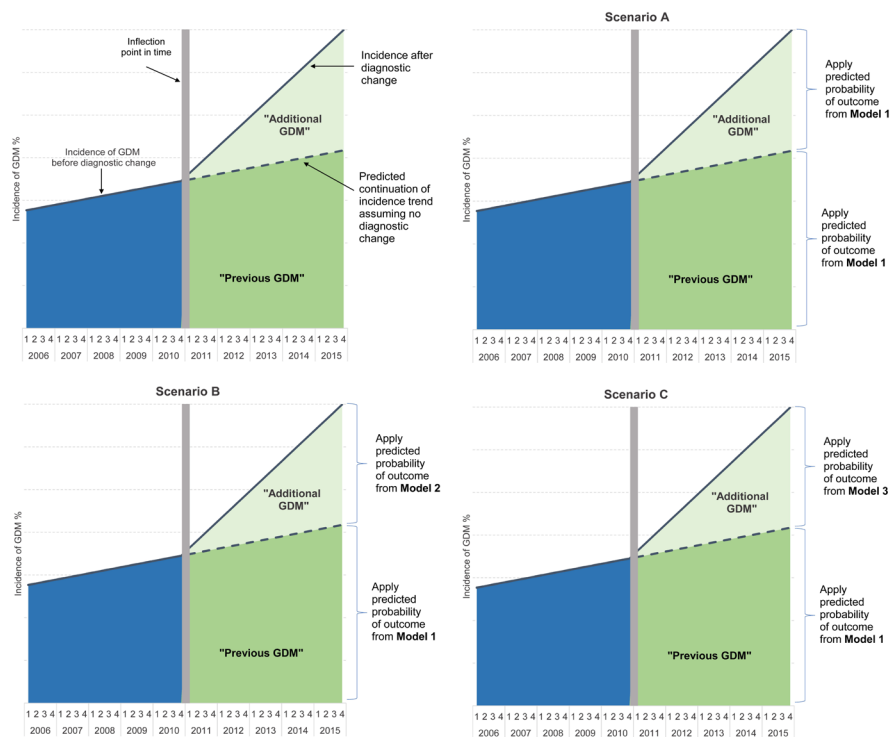 Inflection
point in time
Incidence after
diagnostic
change
"Additional
GDM"
Incidence of GDM
before diagnostic change
Predicted
continuation of
incidence trend
assuming no
diagnostic
change
"Previous GDM"
Incidence of GDM %
1 2 3 4 1 2 3 4 1 2 3 4 1 2 3 4 1 2 3 4 1 2 3 4 1 2 3 4 1 2 3 4 1 2 3 4 1 2 3 4
2006 2007 2008 2009 2010 2011 2012 2013 2014 2015
Scenario A
Apply
predicted
probability
of outcome
from Model 1
"Additional
GDM"
Apply
predicted
probability
of outcome
from Model 1
"Previous GDM"
Incidence of GDM %
1 2 3 4 1 2 3 4 1 2 3 4 1 2 3 4 1 2 3 4 1 2 3 4 1 2 3 4 1 2 3 4 1 2 3 4 1 2 3 4
2006 2007 2008 2009 2010 2011 2012 2013 2014 2015
Scenario B
Apply
predicted
probability
of outcome
from Model 2
"Additional
GDM"
Apply
predicted
probability
of outcome
from Model 1
"Previous GDM"
Incidence of GDM %
1 2 3 4 1 2 3 4 1 2 3 4 1 2 3 4 1 2 3 4 1 2 3 4 1 2 3 4 1 2 3 4 1 2 3 4 1 2 3 4
2006 2007 2008 2009 2010 2011 2012 2013 2014 2015
Scenario C
Apply
predicted
probability
of outcome
from Model 3
"Additional
GDM"
Apply
predicted
probability
of outcome
from Model 1
"Previous GDM"
Incidence of GDM %
1 2 3 4 1 2 3 4 1 2 3 4 1 2 3 4 1 2 3 4 1 2 3 4 1 2 3 4 1 2 3 4 1 2 3 4 1 2 3 4
2006 2007 2008 2009 2010 2011 2012 2013 2014 2015